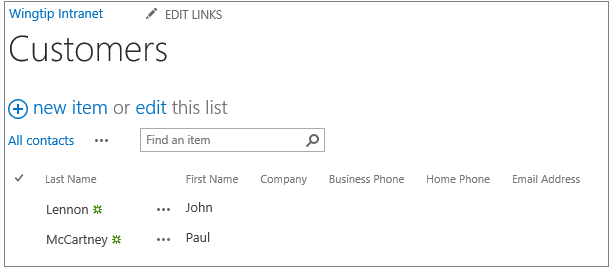 Wingtip Intranet EDIT LINKS
Customers
new item or edit this list
All contacts ••• Find an item
Last Name First Name Company Business Phone Home Phone Email Address
Lennon ••• John
McCartney ••• Paul